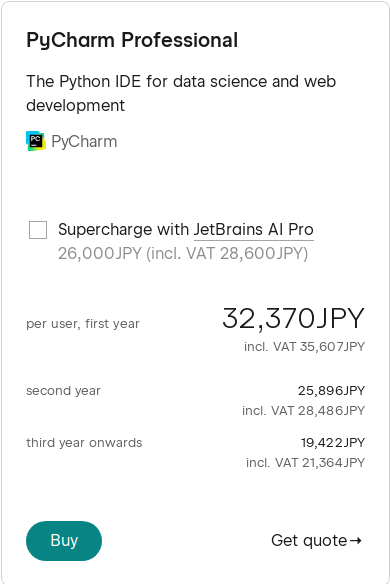 PyCharm Professional
The Python IDE for data science and web
development
PC PyCharm
Supercharge with JetBrains AI Pro
26,000JPY (incl. VAT 28,600JPY)
per user, first year 32,370JPY
incl. VAT 35,607JPY
second year 25,896JPY
incl. VAT 28,486JPY
third year onwards 19,422JPY
incl. VAT 21,364JPY
Buy Get quote→